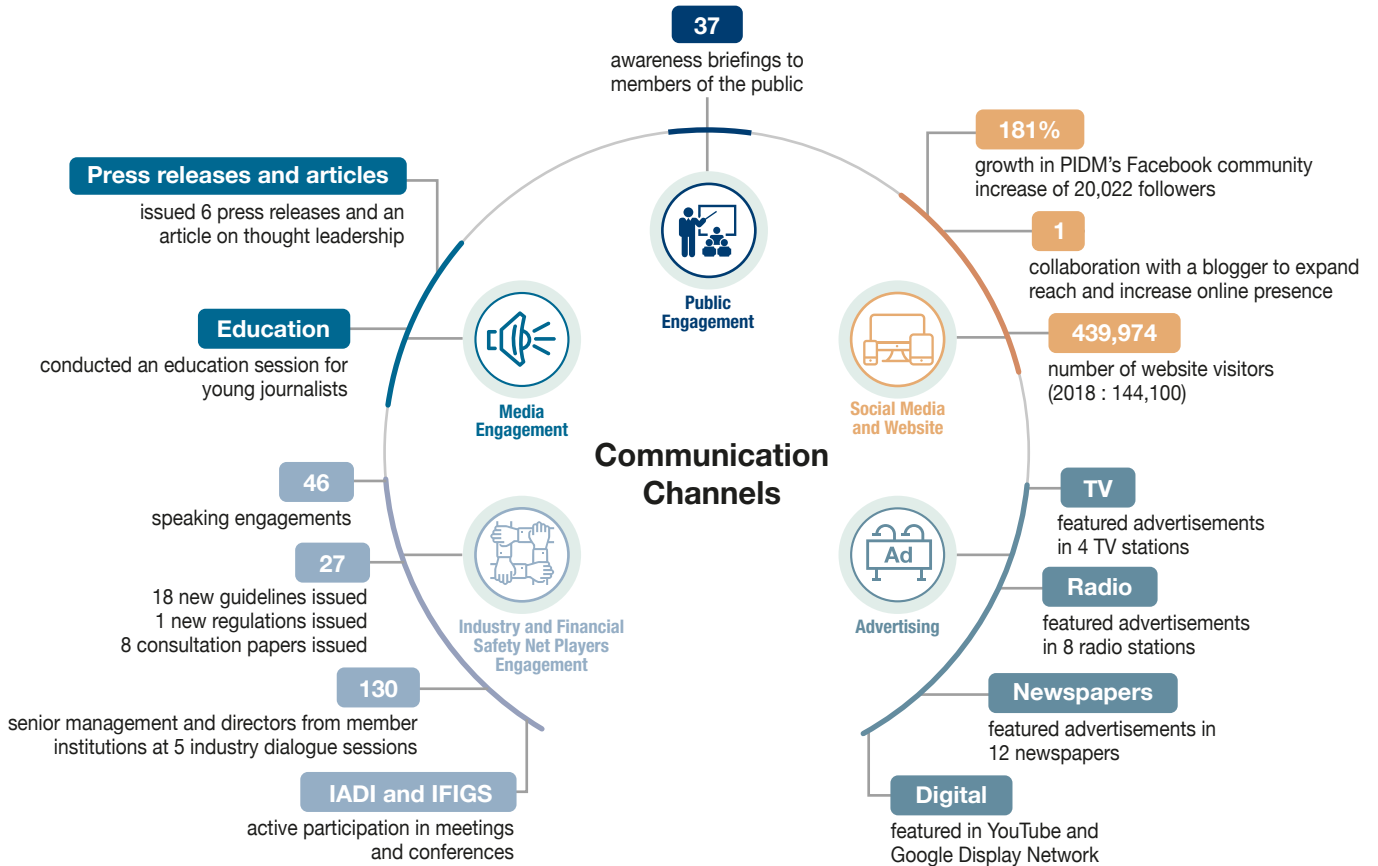 37
awareness briefings to
members of the public
Public
Engagement
181%
growth in PIDM's Facebook community
increase of 20,022 followers
1
collaboration with a blogger to expand
reach and increase online presence
439,974
number of website visitors
(2018 : 144,100)
Social Media
and Website
Press releases and articles
issued 6 press releases and an
article on thought leadership
Education
conducted an education session for
young journalists
Media
Engagement
Communication
Channels
46
speaking engagements
27
18 new guidelines issued
1 new regulations issued
8 consultation papers issued
130
senior management and directors from member
institutions at 5 industry dialogue sessions
IADI and IFIGS
active participation in meetings
and conferences
Industry and Financial
Safety Net Players
Engagement
Ad
Advertising
TV
featured advertisements
in 4 TV stations
Radio
featured advertisements
in 8 radio stations
Newspapers
featured advertisements in
12 newspapers
Digital
featured in YouTube and
Google Display Network